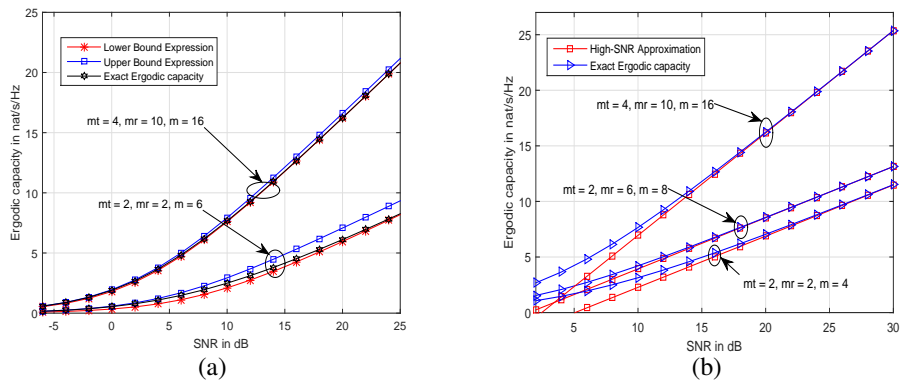 25
20
15
10
5
0
Ergodic capacity in nat/s/Hz
Lower Bound Expression
Upper Bound Expression
Exact Ergodic capacity
mt = 4, mr = 10, m = 16
mt = 2, mr = 2, m = 6
-5 0 5 10 15 20 25
SNR in dB
(a)
30
25
20
15
10
5
0
Ergodic capacity in nat/s/Hz
High-SNR Approximation
Exact Ergodic capacity
mt = 4, mr = 10, m = 16
mt = 2, mr = 6, m = 8
mt = 2, mr = 2, m = 4
5 10 15 20 25 30
SNR in dB
(b)